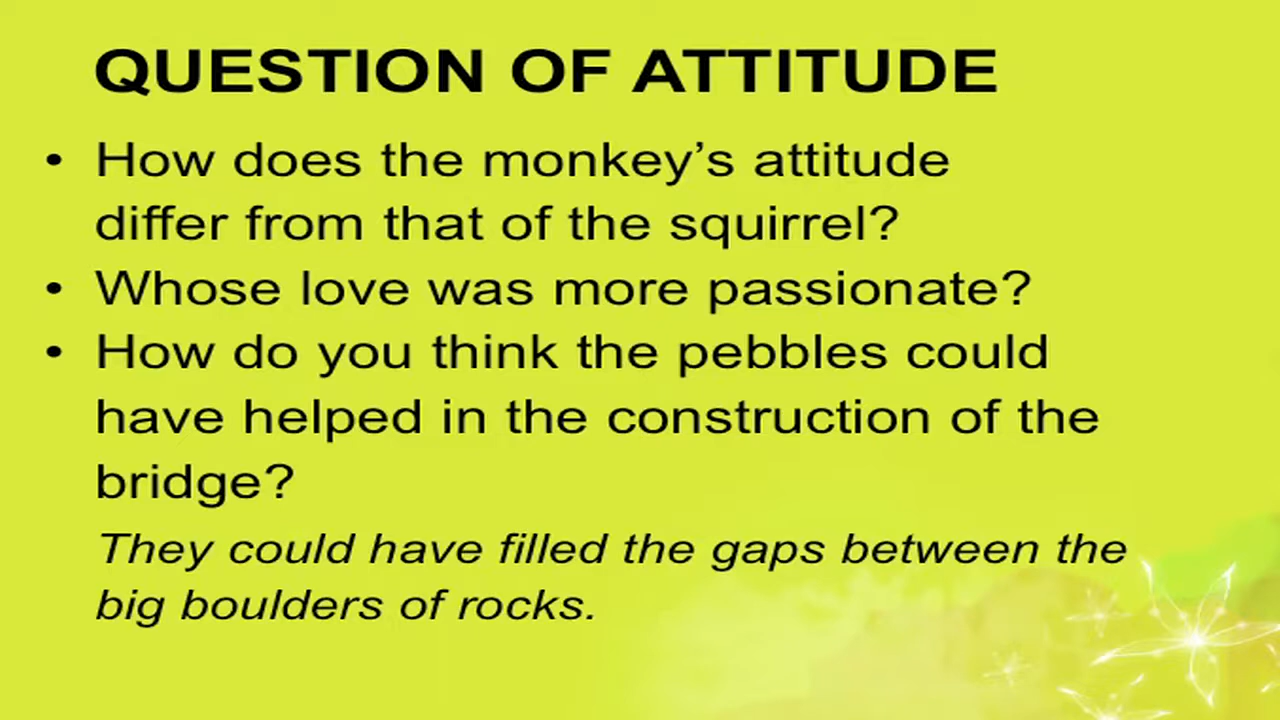 QUESTION OF ATTITUDE
• How does the monkey’s attitude
differ from that of the squirrel?
• Whose love was more passionate?
• How do you think the pebbles could
have helped in the construction of the
bridge?
They could have filled the gaps between the
big boulders of rocks.